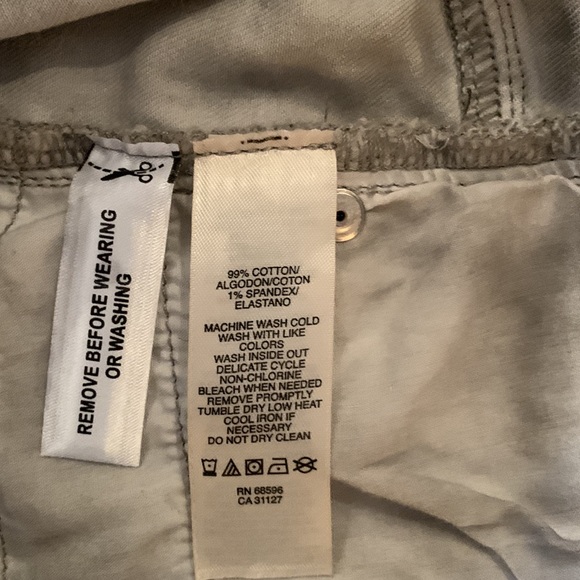 REMOVE BEFORE WEARING
OR WASHING
99% COTTON/
ALGODON/COTON
1% SPANDEX/
ELASTANO
MACHINE WASH COLD
WASH WITH LIKE
COLORS
WASH INSIDE OUT
DELICATE CYCLE
NON-CHLORINE
BLEACH WHEN NEEDED
REMOVE PROMPTLY
TUMBLE DRY LOW HEAT
COOL IRON IF
NECESSARY
DO NOT DRY CLEAN
RN 68596
CA 31127